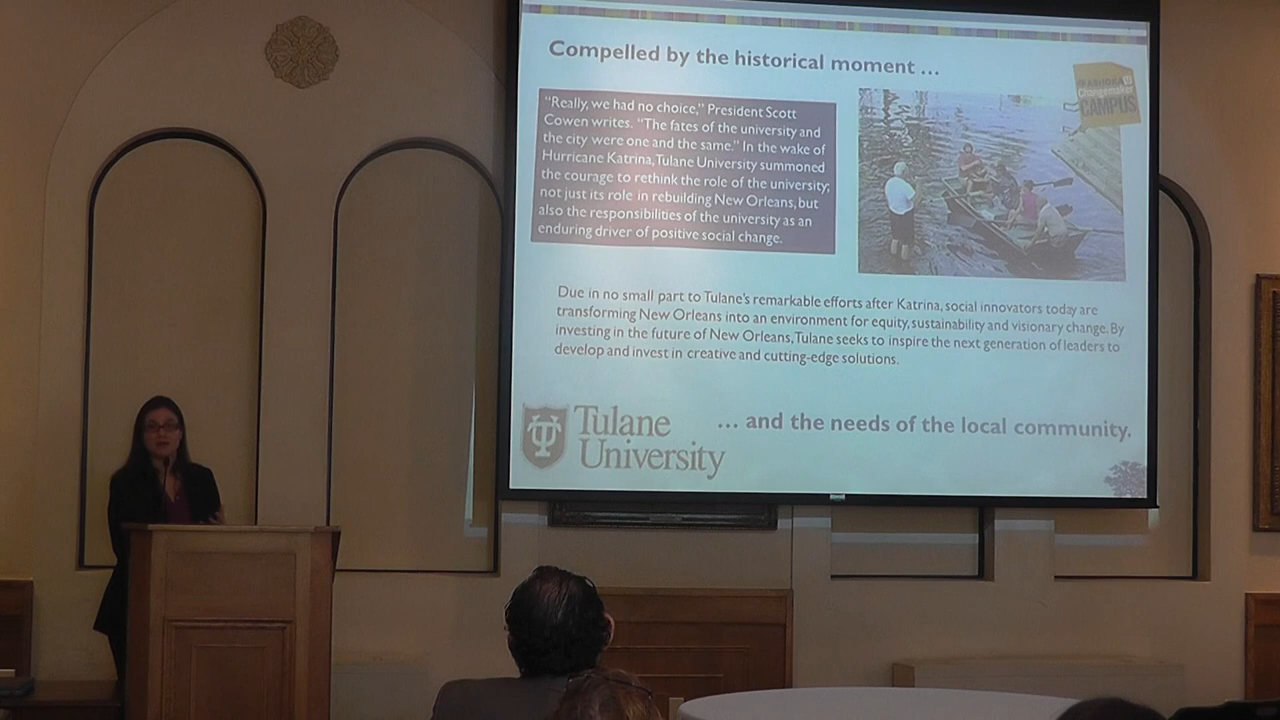 Compelled by the historical moment ...
"Really, we had no choice," President Scott
Cowen writes. "The fates of the university and
the city were one and the same." In the wake of
Hurricane Katrina, Tulane University summoned
the courage to rethink the role of the university,
not just its role in rebuilding New Orleans, but
also the responsibilities of the university as an
enduring driver of positive social change.
ASHOKA U
Changemaker
CAMPUS
Due in no small part to Tulane's remarkable efforts after Katrina, social innovators today are
transforming New Orleans into an environment for equity, sustainability and visionary change. By
investing in the future of New Orleans, Tulane seeks to inspire the next generation of leaders to
develop and invest in creative and cutting-edge solutions.
Tulane
University
... and the needs of the local community.